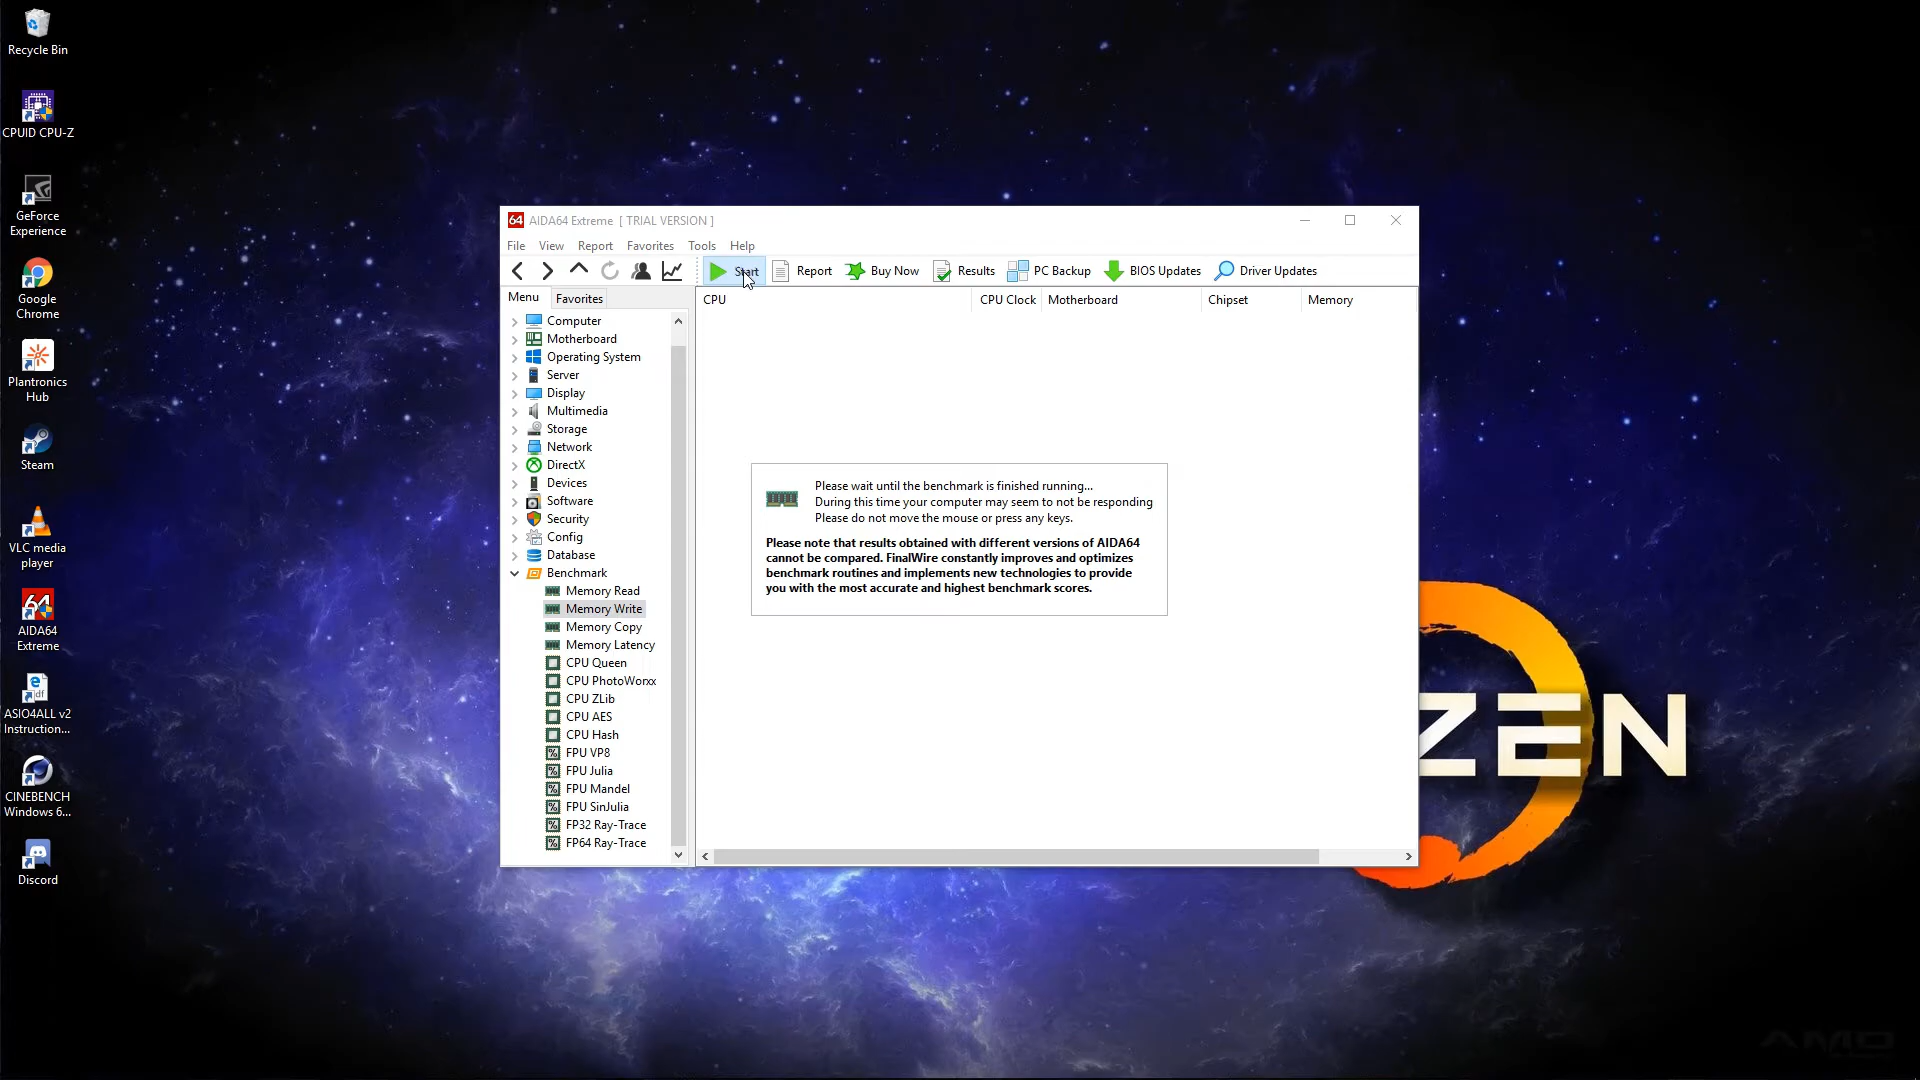 Recycle Bin
CPUID CPU-Z
GeForce
Experience
Google
Chrome
Plantronics
Hub
Steam
VLC media
player
64
AIDA64
Extreme
ASIO4ALL v2
Instruction...
CINEBENCH
Windows 6...
Discord
64 AIDA64 Extreme [ TRIAL VERSION ]
File View Report Favorites Tools Help
Start Report Buy Now Results PC Backup BIOS Updates Driver Updates
Menu Favorites
CPU CPU Clock Motherboard Chipset Memory
Computer
Motherboard
Operating System
Server
Display
Multimedia
Storage
Network
DirectX
Devices
Software
Security
Config
Database
Benchmark
Memory Read
Memory Write
Memory Copy
Memory Latency
CPU Queen
CPU PhotoWorxx
CPU ZLib
CPU AES
CPU Hash
FPU VP8
FPU Julia
FPU Mandel
FPU SinJulia
FP32 Ray-Trace
FP64 Ray-Trace
Please wait until the benchmark is finished running...
During this time your computer may seem to not be responding
Please do not move the mouse or press any keys.
Please note that results obtained with different versions of AIDA64
cannot be compared. FinalWire constantly improves and optimizes
benchmark routines and implements new technologies to provide
you with the most accurate and highest benchmark scores.
ZEN
AMD